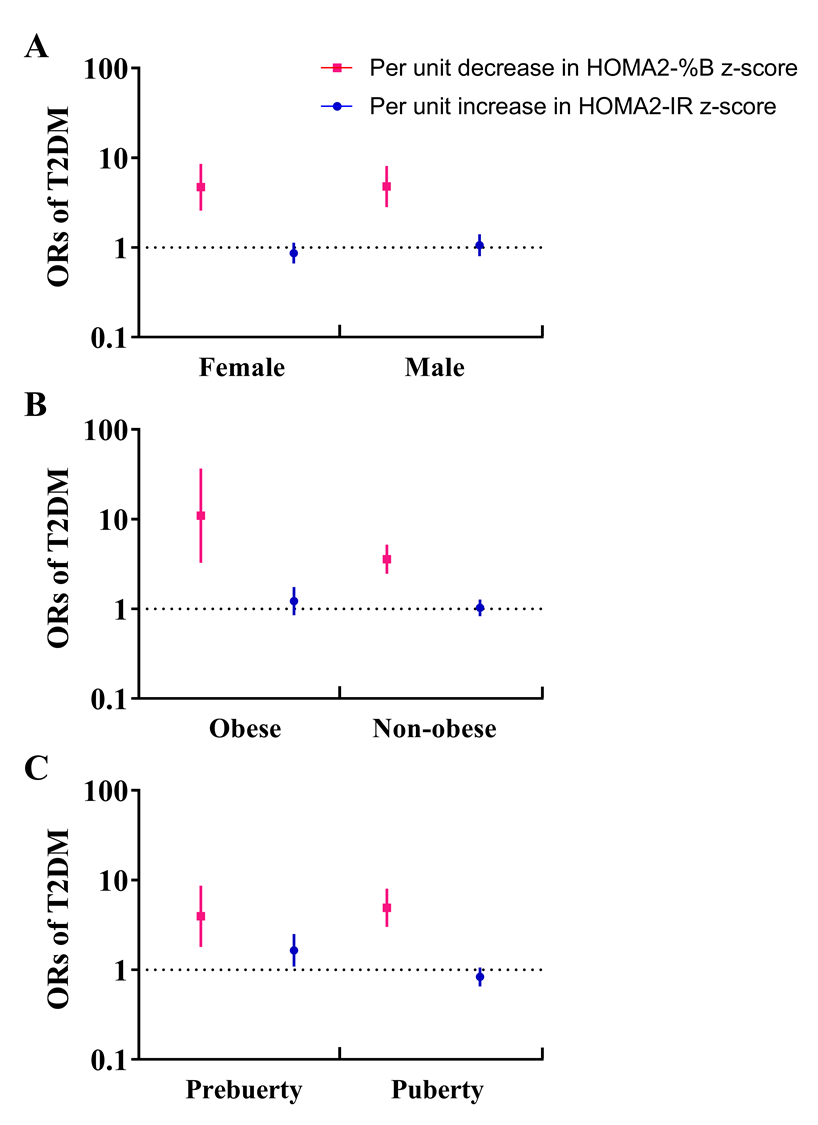 A
Per unit decrease in HOMA2-%B z-score
Per unit increase in HOMA2-IR z-score
ORs of T2DM
100
10
1
0.1
Female Male
B
ORs of T2DM
100
10
1
0.1
Obese Non-obese
C
ORs of T2DM
100
10
1
0.1
Prebuerty Puberty